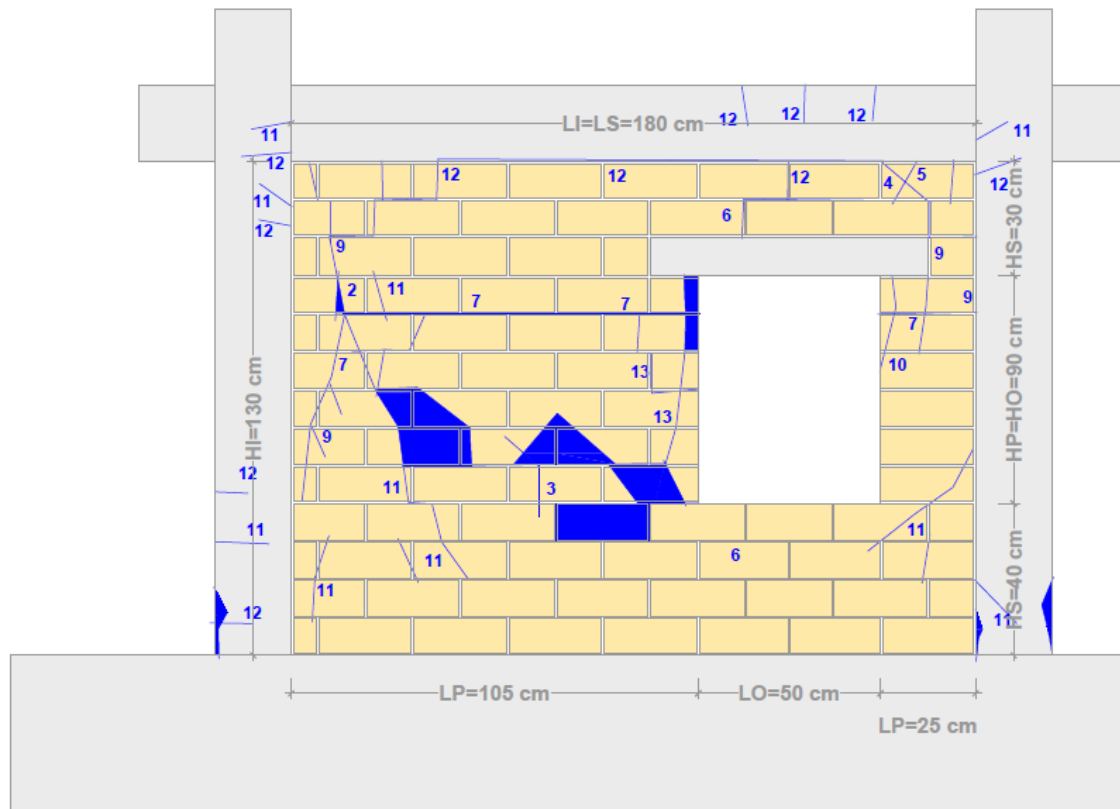 12 12 12
11 LI=LS=180 cm 11
12 12 12 12 4 5 12
11 6 HS=30 cm
12
9 9
2 11 7 7 9
7
7 13 10
13
9 HI=130 cm HP=HO=90 cm
12 11 3
11 11
11 6
11 HS=40 cm
12 11
LP=105 cm LO=50 cm
LP=25 cm